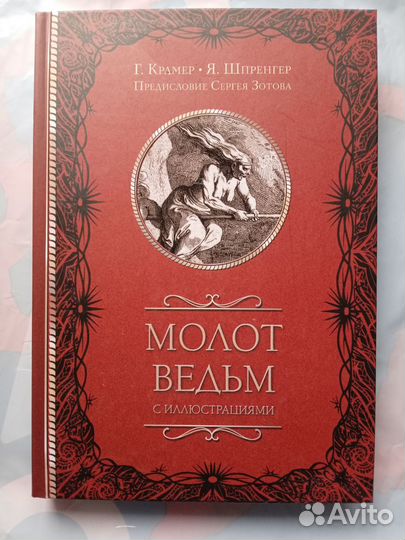 Г. Крамер • Я. Шпренгер
Предисловие Сергея Зотова
МОЛОТ
ВЕДЬМ
С ИЛЛЮСТРАЦИЯМИ
Avito